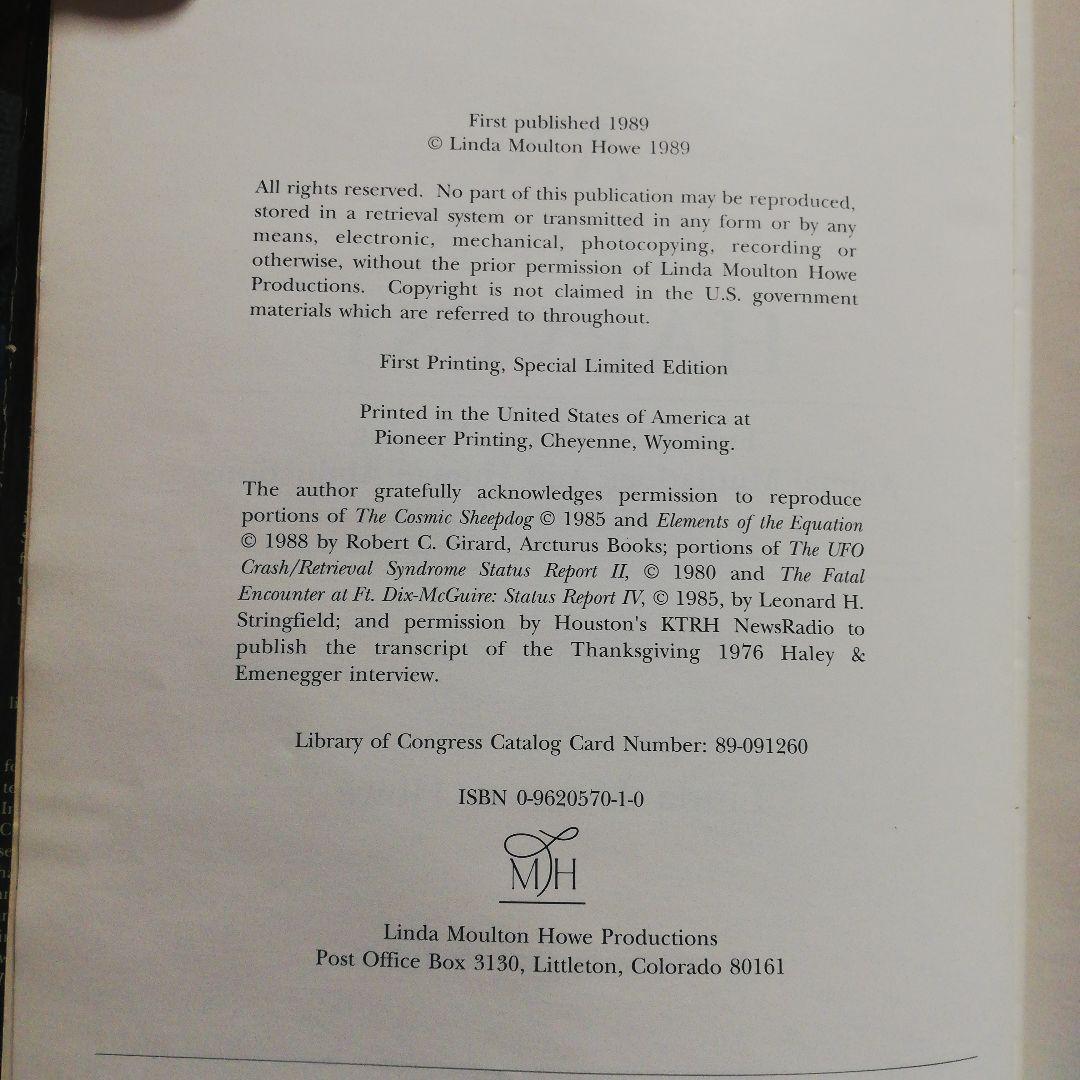 First published 1989
© Linda Moulton Howe 1989
All rights reserved. No part of this publication may be reproduced,
stored in a retrieval system or transmitted in any form or by any
means, electronic, mechanical, photocopying, recording or
otherwise, without the prior permission of Linda Moulton Howe
Productions. Copyright is not claimed in the U.S. government
materials which are referred to throughout.
First Printing, Special Limited Edition
Printed in the United States of America at
Pioneer Printing, Cheyenne, Wyoming.
The author gratefully acknowledges permission to reproduce
portions of The Cosmic Sheepdog © 1985 and Elements of the Equation
© 1988 by Robert C. Girard, Arcturus Books; portions of The UFO
Crash/Retrieval Syndrome Status Report II, © 1980 and The Fatal
Encounter at Ft. Dix-McGuire: Status Report IV, © 1985, by Leonard H.
Stringfield; and permission by Houston's KTRH NewsRadio to
publish the transcript of the Thanksgiving 1976 Haley &
Emenegger interview.
Library of Congress Catalog Card Number: 89-091260
ISBN 0-9620570-1-0
LMH
Linda Moulton Howe Productions
Post Office Box 3130, Littleton, Colorado 80161